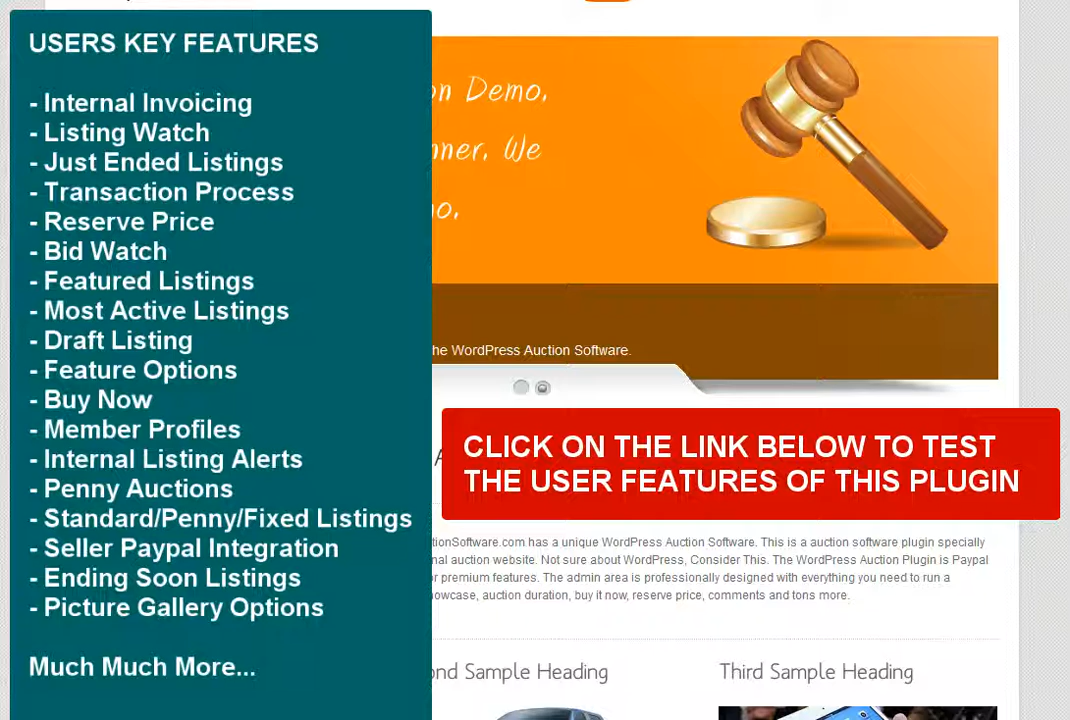 USERS KEY FEATURES
- Internal Invoicing
- Listing Watch
- Just Ended Listings
- Transaction Process
- Reserve Price
- Bid Watch
- Featured Listings
- Most Active Listings
- Draft Listing
- Feature Options
- Buy Now
- Member Profiles
- Internal Listing Alerts
- Penny Auctions
- Standard/Penny/Fixed Listings
- Seller Paypal Integration
- Ending Soon Listings
- Picture Gallery Options
Much Much More...
on Demo,
nner. We
mo.
he WordPress Auction Software.
CLICK ON THE LINK BELOW TO TEST
THE USER FEATURES OF THIS PLUGIN
tionSoftware.com has a unique WordPress Auction Software. This is a auction software plugin specially
nal auction website. Not sure about WordPress, Consider This. The WordPress Auction Plugin is Paypal
or premium features. The admin area is professionally designed with everything you need to run a
howcase, auction duration, buy it now, reserve price, comments and tons more.
ond Sample Heading
Third Sample Heading